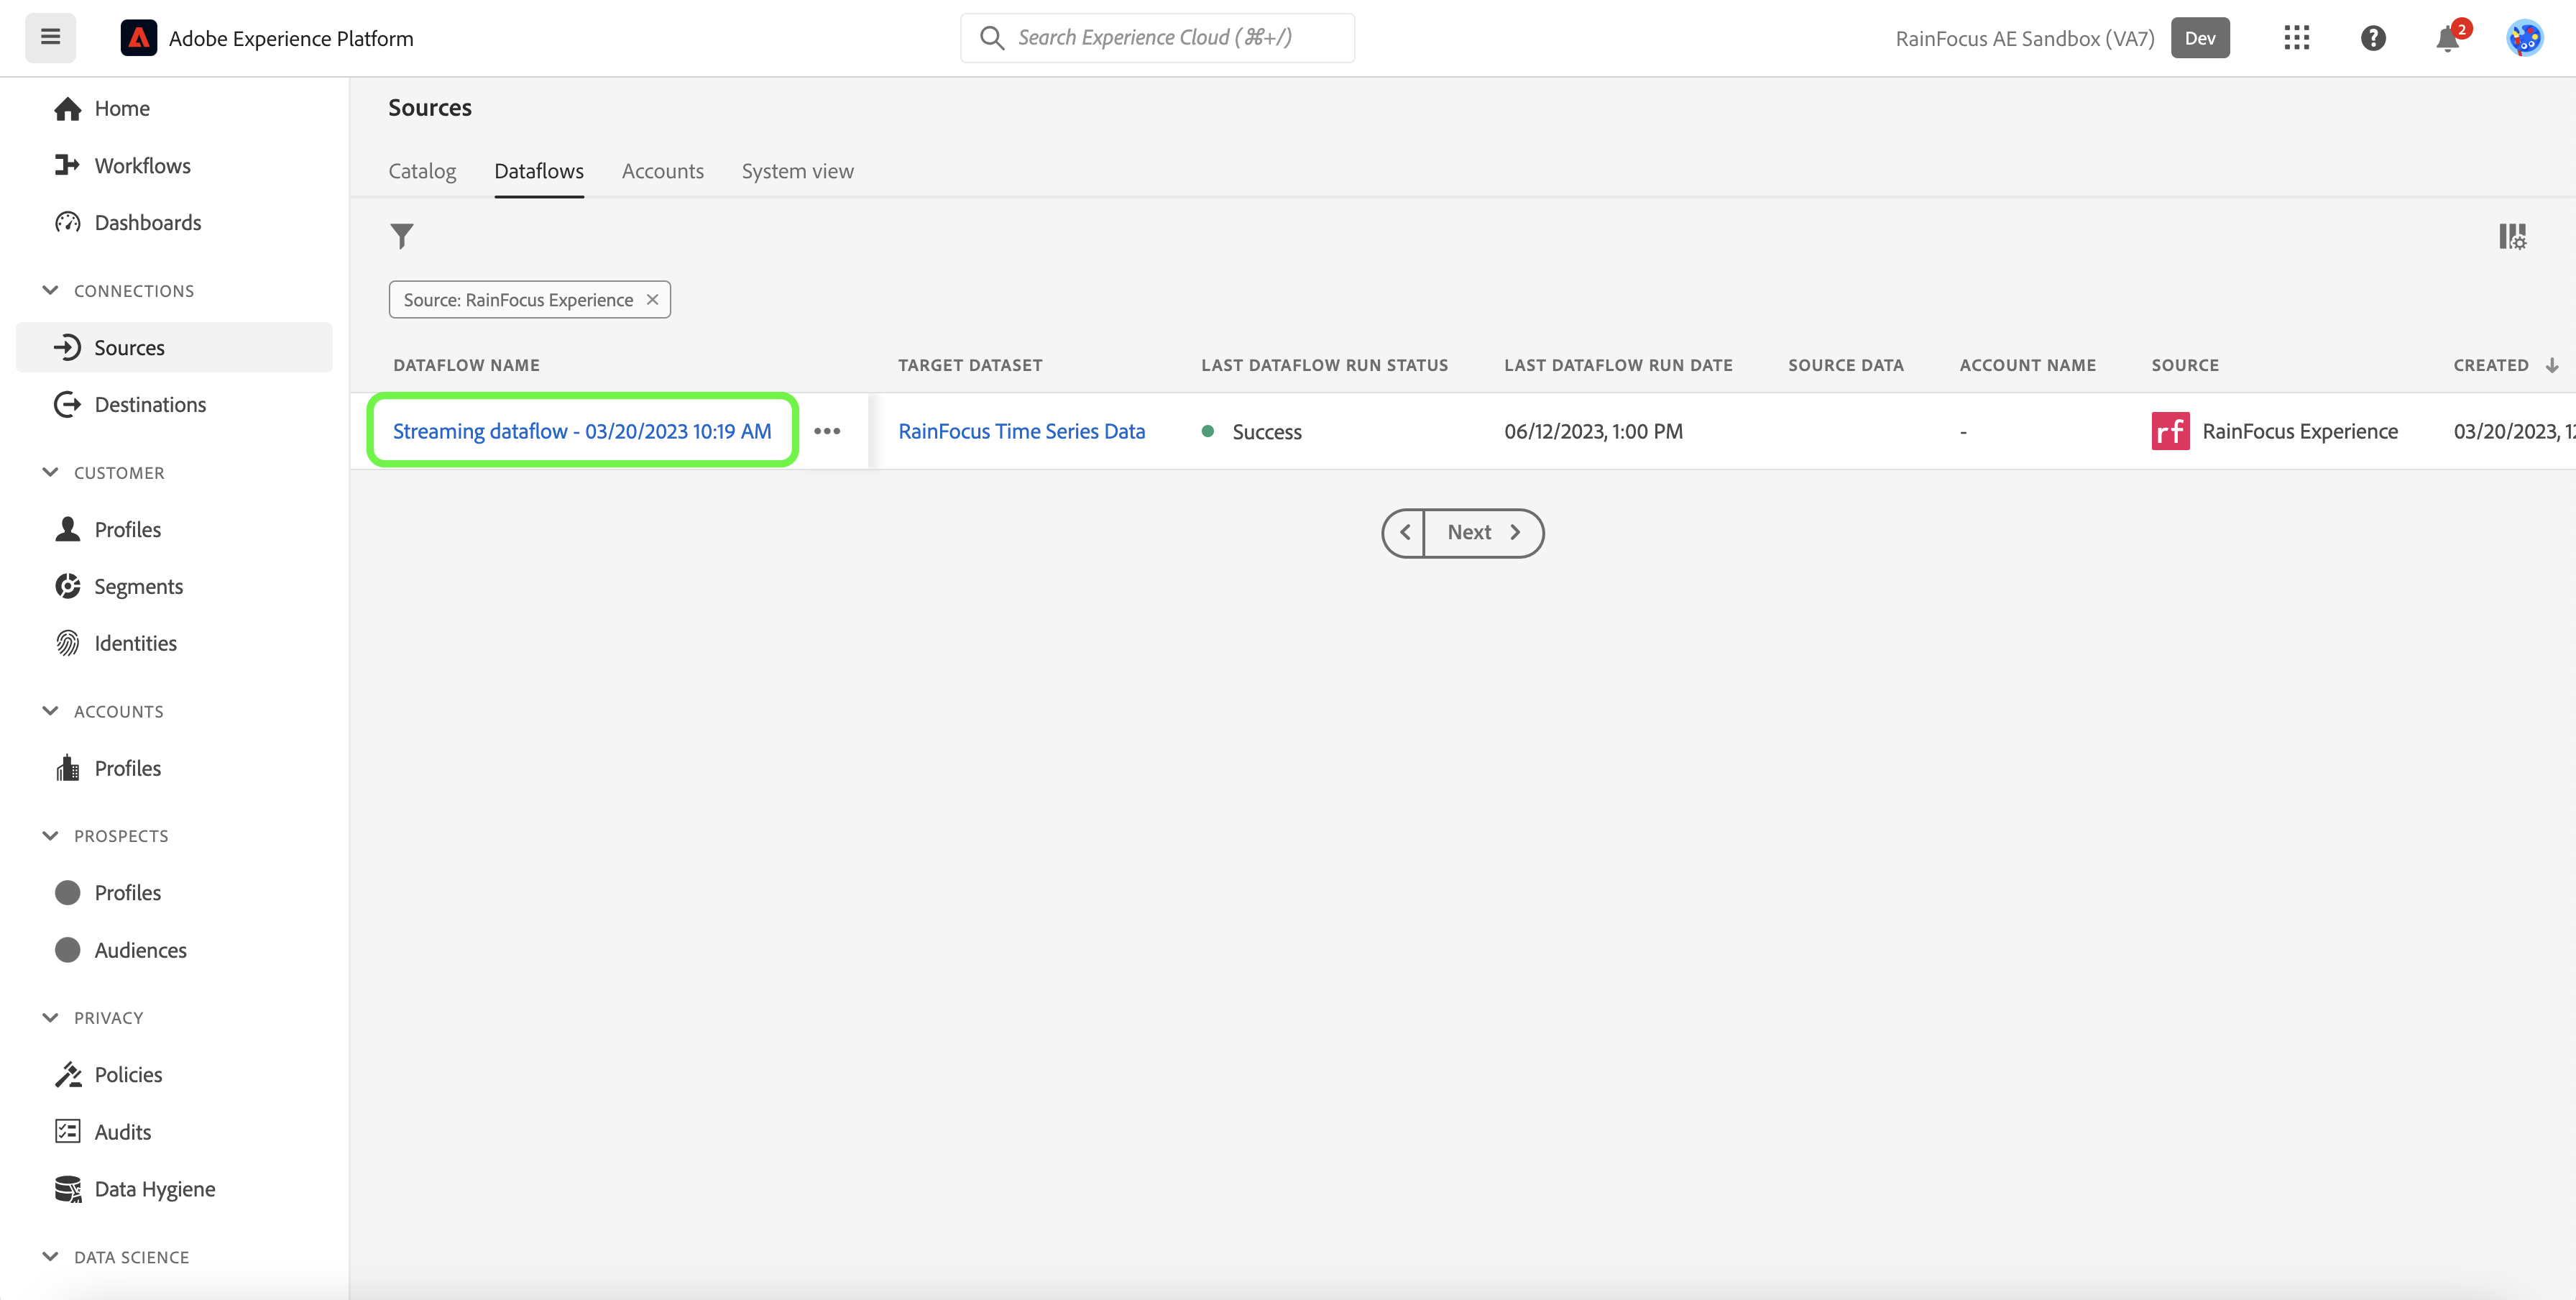 Adobe Experience Platform
Search Experience Cloud (⌘+/)
RainFocus AE Sandbox (VA7)
Dev
2
Home
Workflows
Dashboards
CONNECTIONS
Sources
Destinations
CUSTOMER
Profiles
Segments
Identities
ACCOUNTS
Profiles
PROSPECTS
Profiles
Audiences
PRIVACY
Policies
Audits
Data Hygiene
DATA SCIENCE
Sources
Catalog Dataflows Accounts System view
Source: RainFocus Experience
DATAFLOW NAME TARGET DATASET LAST DATAFLOW RUN STATUS LAST DATAFLOW RUN DATE SOURCE DATA ACCOUNT NAME SOURCE CREATED
Streaming dataflow - 03/20/2023 10:19 AM ••• RainFocus Time Series Data Success 06/12/2023, 1:00 PM - rf RainFocus Experience 03/20/2023,
Next